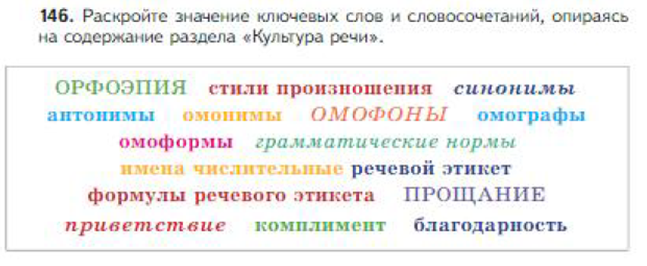 146. Раскройте значение ключевых слов и словосочетаний, опираясь
на содержание раздела «Культура речи».
ОРФОЭПИЯ стили произношения синонимы
антонимы омонимы ОМОФОНЫ омографы
омоформы грамматические нормы
имена числительные речевой этикет
формулы речевого этикета ПРОЩАНИЕ
приветствие комплимент благодарность